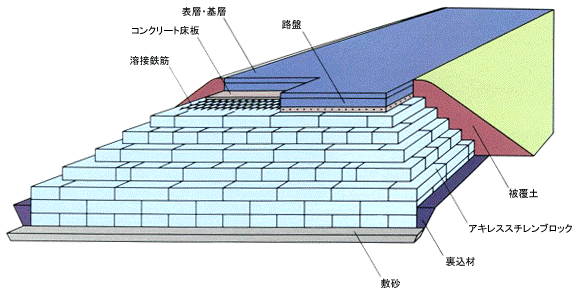 表層・基層
路盤
コンクリート床板
溶接鉄筋
被覆土
アキレススチレンブロック
裏込材
敷砂